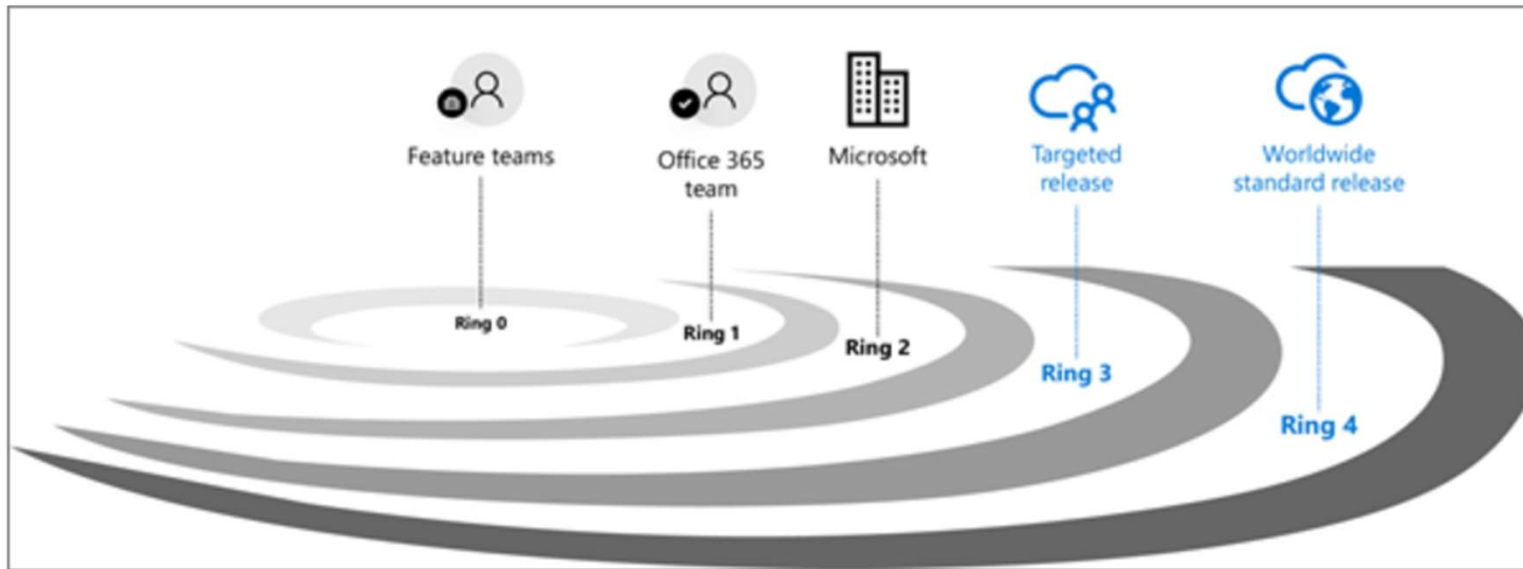 Feature teams
Office 365
team
Microsoft
Targeted
release
Worldwide
standard release
Ring 0
Ring 1
Ring 2
Ring 3
Ring 4